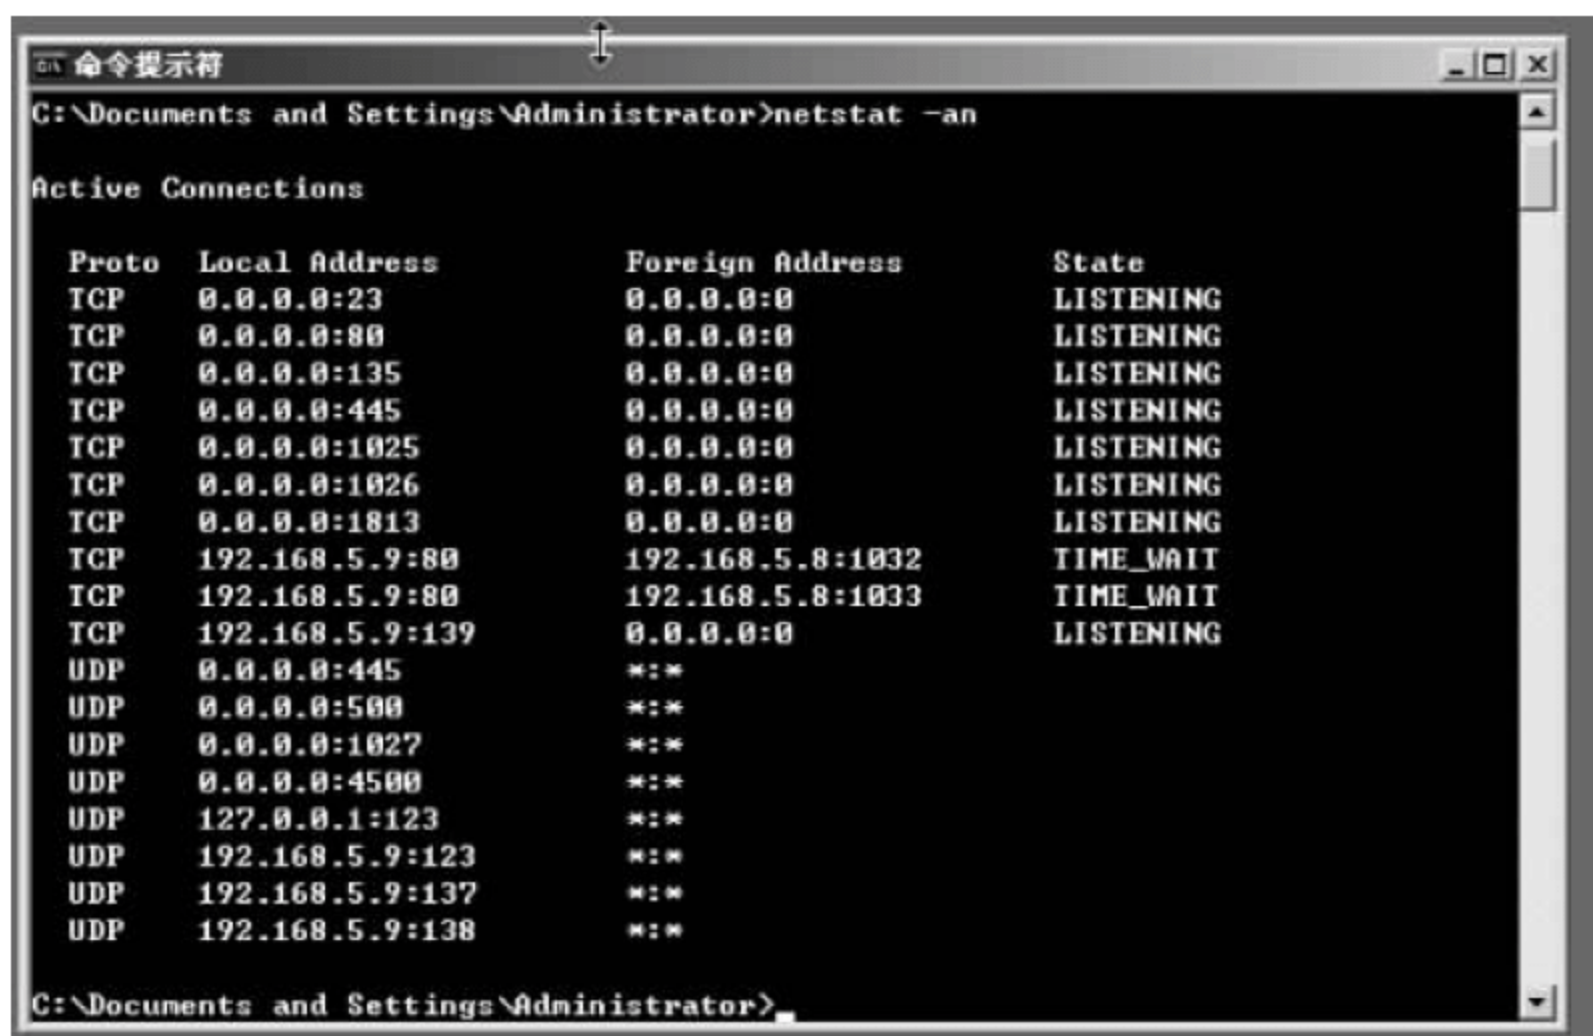 命令提示符
C:\Documents and Settings\Administrator>netstat -an
Active Connections
Proto  Local Address          Foreign Address        State
TCP    0.0.0.0:23             0.0.0.0:0              LISTENING
TCP    0.0.0.0:80             0.0.0.0:0              LISTENING
TCP    0.0.0.0:135            0.0.0.0:0              LISTENING
TCP    0.0.0.0:445            0.0.0.0:0              LISTENING
TCP    0.0.0.0:1025           0.0.0.0:0              LISTENING
TCP    0.0.0.0:1026           0.0.0.0:0              LISTENING
TCP    0.0.0.0:1813           0.0.0.0:0              LISTENING
TCP    192.168.5.9:80         192.168.5.8:1032       TIME_WAIT
TCP    192.168.5.9:80         192.168.5.8:1033       TIME_WAIT
TCP    192.168.5.9:139        0.0.0.0:0              LISTENING
UDP    0.0.0.0:445            *:*
UDP    0.0.0.0:500            *:*
UDP    0.0.0.0:1027           *:*
UDP    0.0.0.0:4500           *:*
UDP    127.0.0.1:123          *:*
UDP    192.168.5.9:123        *:*
UDP    192.168.5.9:137        *:*
UDP    192.168.5.9:138        *:*
C:\Documents and Settings\Administrator>_